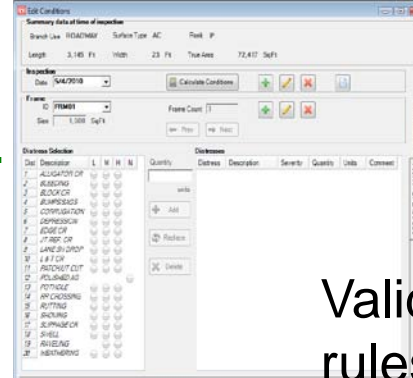 Edit Conditions
Summary data at time of inspection
Branch Use ROADWAY Surface Type AC Rank P
Length 3,145 Ft Width 23 Ft True Area 72,417 SqFt
Inspection
Date 5/4/2010 Calculate Conditions
Frame
ID FRM01 Frame Count 1
Size SqFt
Prev Next
Distress Selection Distresses
Dist Description L M H N Quantity Distress Description Severity Quantity Units Comment
1 ALLIGATOR CR
2 BLEEDING
3 BLOCK CR
units
4 BUMPS/SAGS
5 CORRUGATION
Add
6 DEPRESSION
7 EDGE CR
8 JT REF. CR
Replace
9 LANE SH DROP
10 L & T CR
11 PATCH/UT CUT
Delete
12 POLISHED AG
13 POTHOLE
14 RR CROSSING
15 RUTTING
16 SHOVING
17 SLIPPAGE CR
18 SWELL
19 RAVELING
20 WEATHERING
Valid
rules